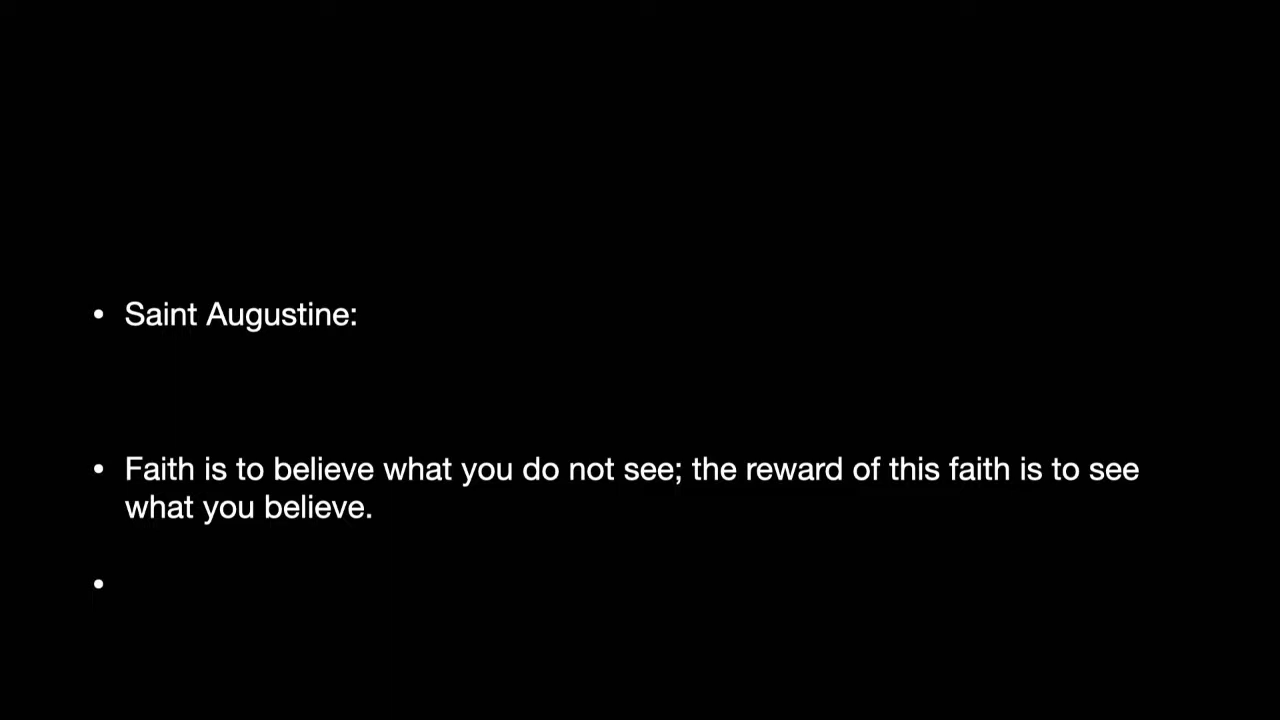 • Saint Augustine:
• Faith is to believe what you do not see; the reward of this faith is to see
what you believe.
•